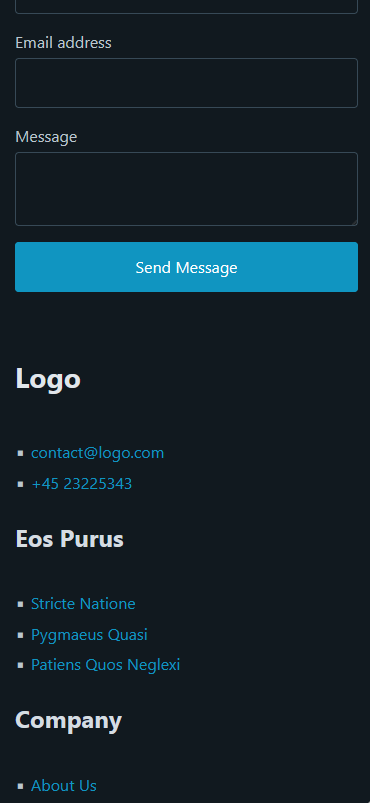 Email address
Message
Send Message
Logo
contact@logo.com
+45 23225343
Eos Purus
Stricte Natione
Pygmaeus Quasi
Patiens Quos Neglexi
Company
About Us